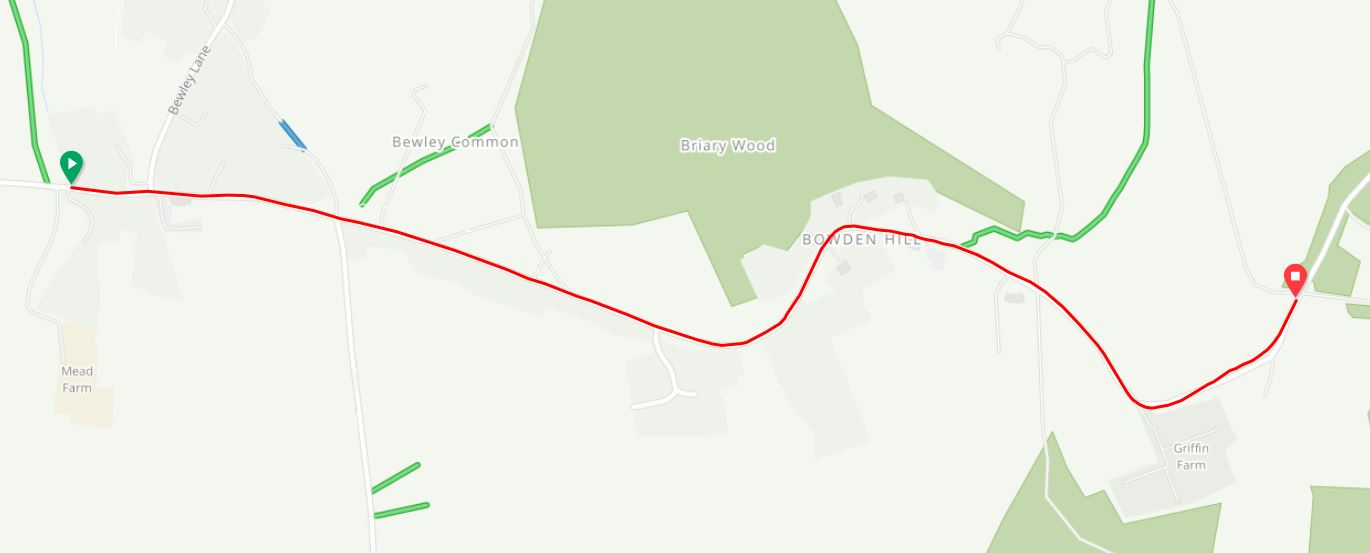 Bewley Lane
Bewley Common
Briary Wood
BOWDEN HILL
Mead
Farm
Griffin
Farm